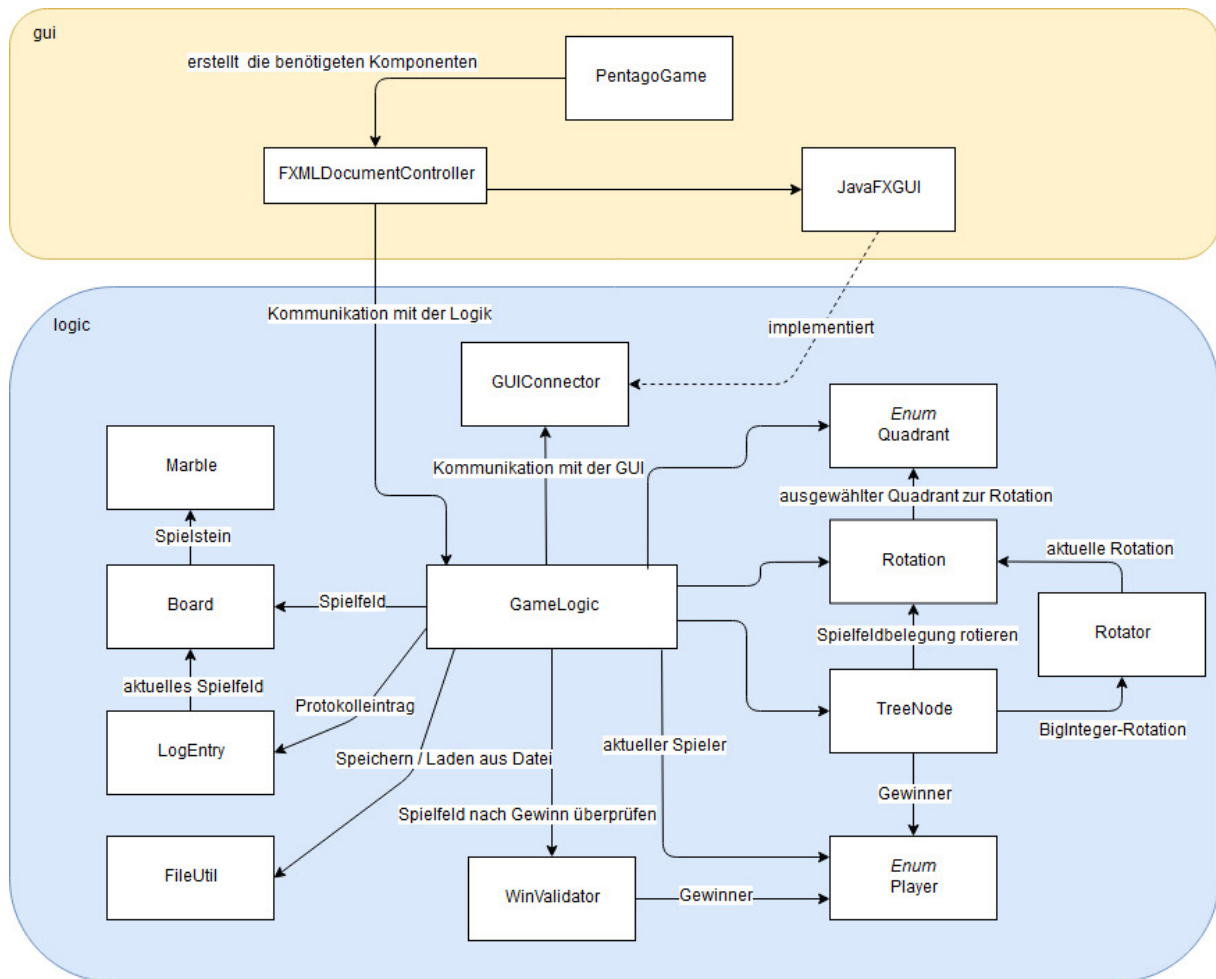 gui
erstellt die benötigeten Komponenten
PentagoGame
FXMLDocumentController
JavaFXGUI
logic
Kommunikation mit der Logik
implementiert
GUIConnector
Enum
Quadrant
Marble
Kommunikation mit der GUI
ausgewählter Quadrant zur Rotation
Spielstein
aktuelle Rotation
Rotation
Board
Spielfeld
GameLogic
Rotator
Spielfeldbelegung rotieren
aktuelles Spielfeld
Protokolleintrag
TreeNode
LogEntry
Speichern / Laden aus Datei
aktueller Spieler
BigInteger-Rotation
Gewinner
Spielfeld nach Gewinn überprüfen
FileUtil
WinValidator
Gewinner
Enum
Player